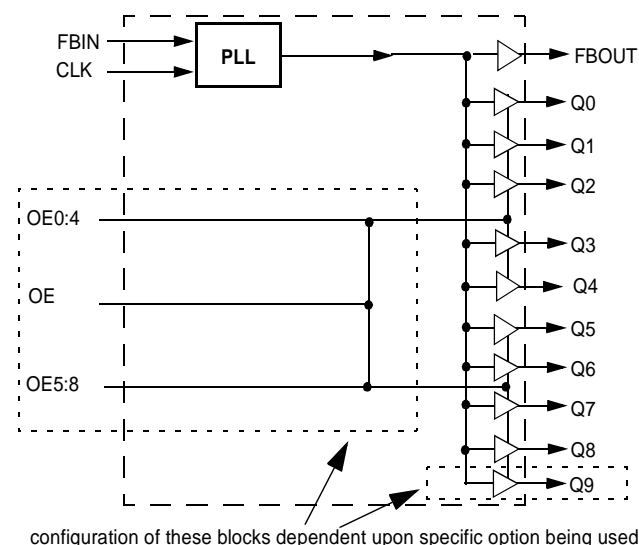 FBIN
CLK
PLL
FBOUT
Q0
Q1
Q2
OE0:4
Q3
OE
Q4
Q5
Q6
OE5:8
Q7
Q8
Q9
configuration of these blocks dependent upon specific option being used